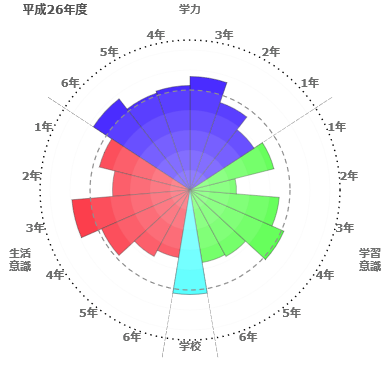 平成26年度
学力
4年
3年
5年
2年
6年
1年
1年
1年
2年
2年
3年
3年
生活
意識
学習
意識
4年
4年
5年
5年
6年
6年
学校